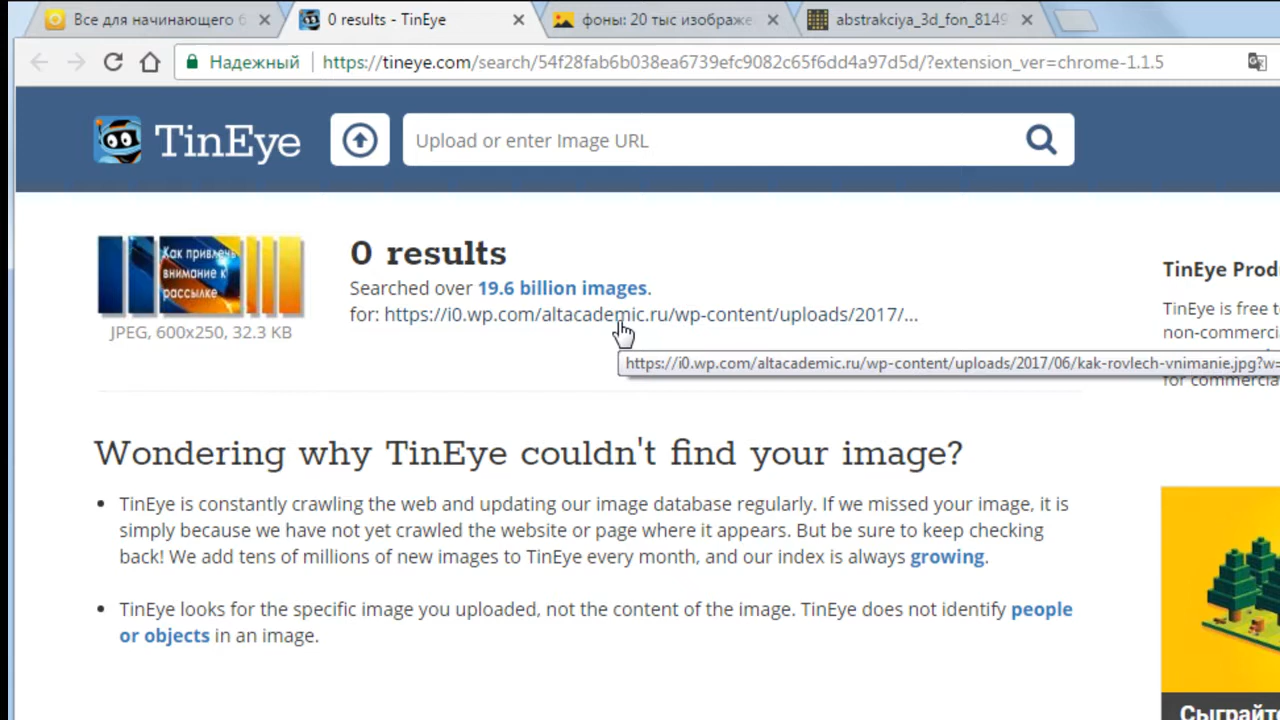 Все для начинающего б
0 results - TinEye
фоны: 20 тыс изображе
abstrakciya_3d_fon_8149
Надежный
https://tineye.com/search/54f28fab6b038ea6739efc9082c65f6dd4a97d5d/?extension_ver=chrome-1.1.5
TinEye
Upload or enter Image URL
Как привлечь
внимание к
рассылке
JPEG, 600x250, 32.3 KB
0 results
Searched over 19.6 billion images.
for: https://i0.wp.com/altacademic.ru/wp-content/uploads/2017/...
https://i0.wp.com/altacademic.ru/wp-content/uploads/2017/06/kak-rovlech-vnimanie.jpg?w=
TinEye Prod
TinEye is free t
non-commerci
for commercia
Wondering why TinEye couldn't find your image?
• TinEye is constantly crawling the web and updating our image database regularly. If we missed your image, it is
simply because we have not yet crawled the website or page where it appears. But be sure to keep checking
back! We add tens of millions of new images to TinEye every month, and our index is always growing.
• TinEye looks for the specific image you uploaded, not the content of the image. TinEye does not identify people
or objects in an image.
Сыграйте